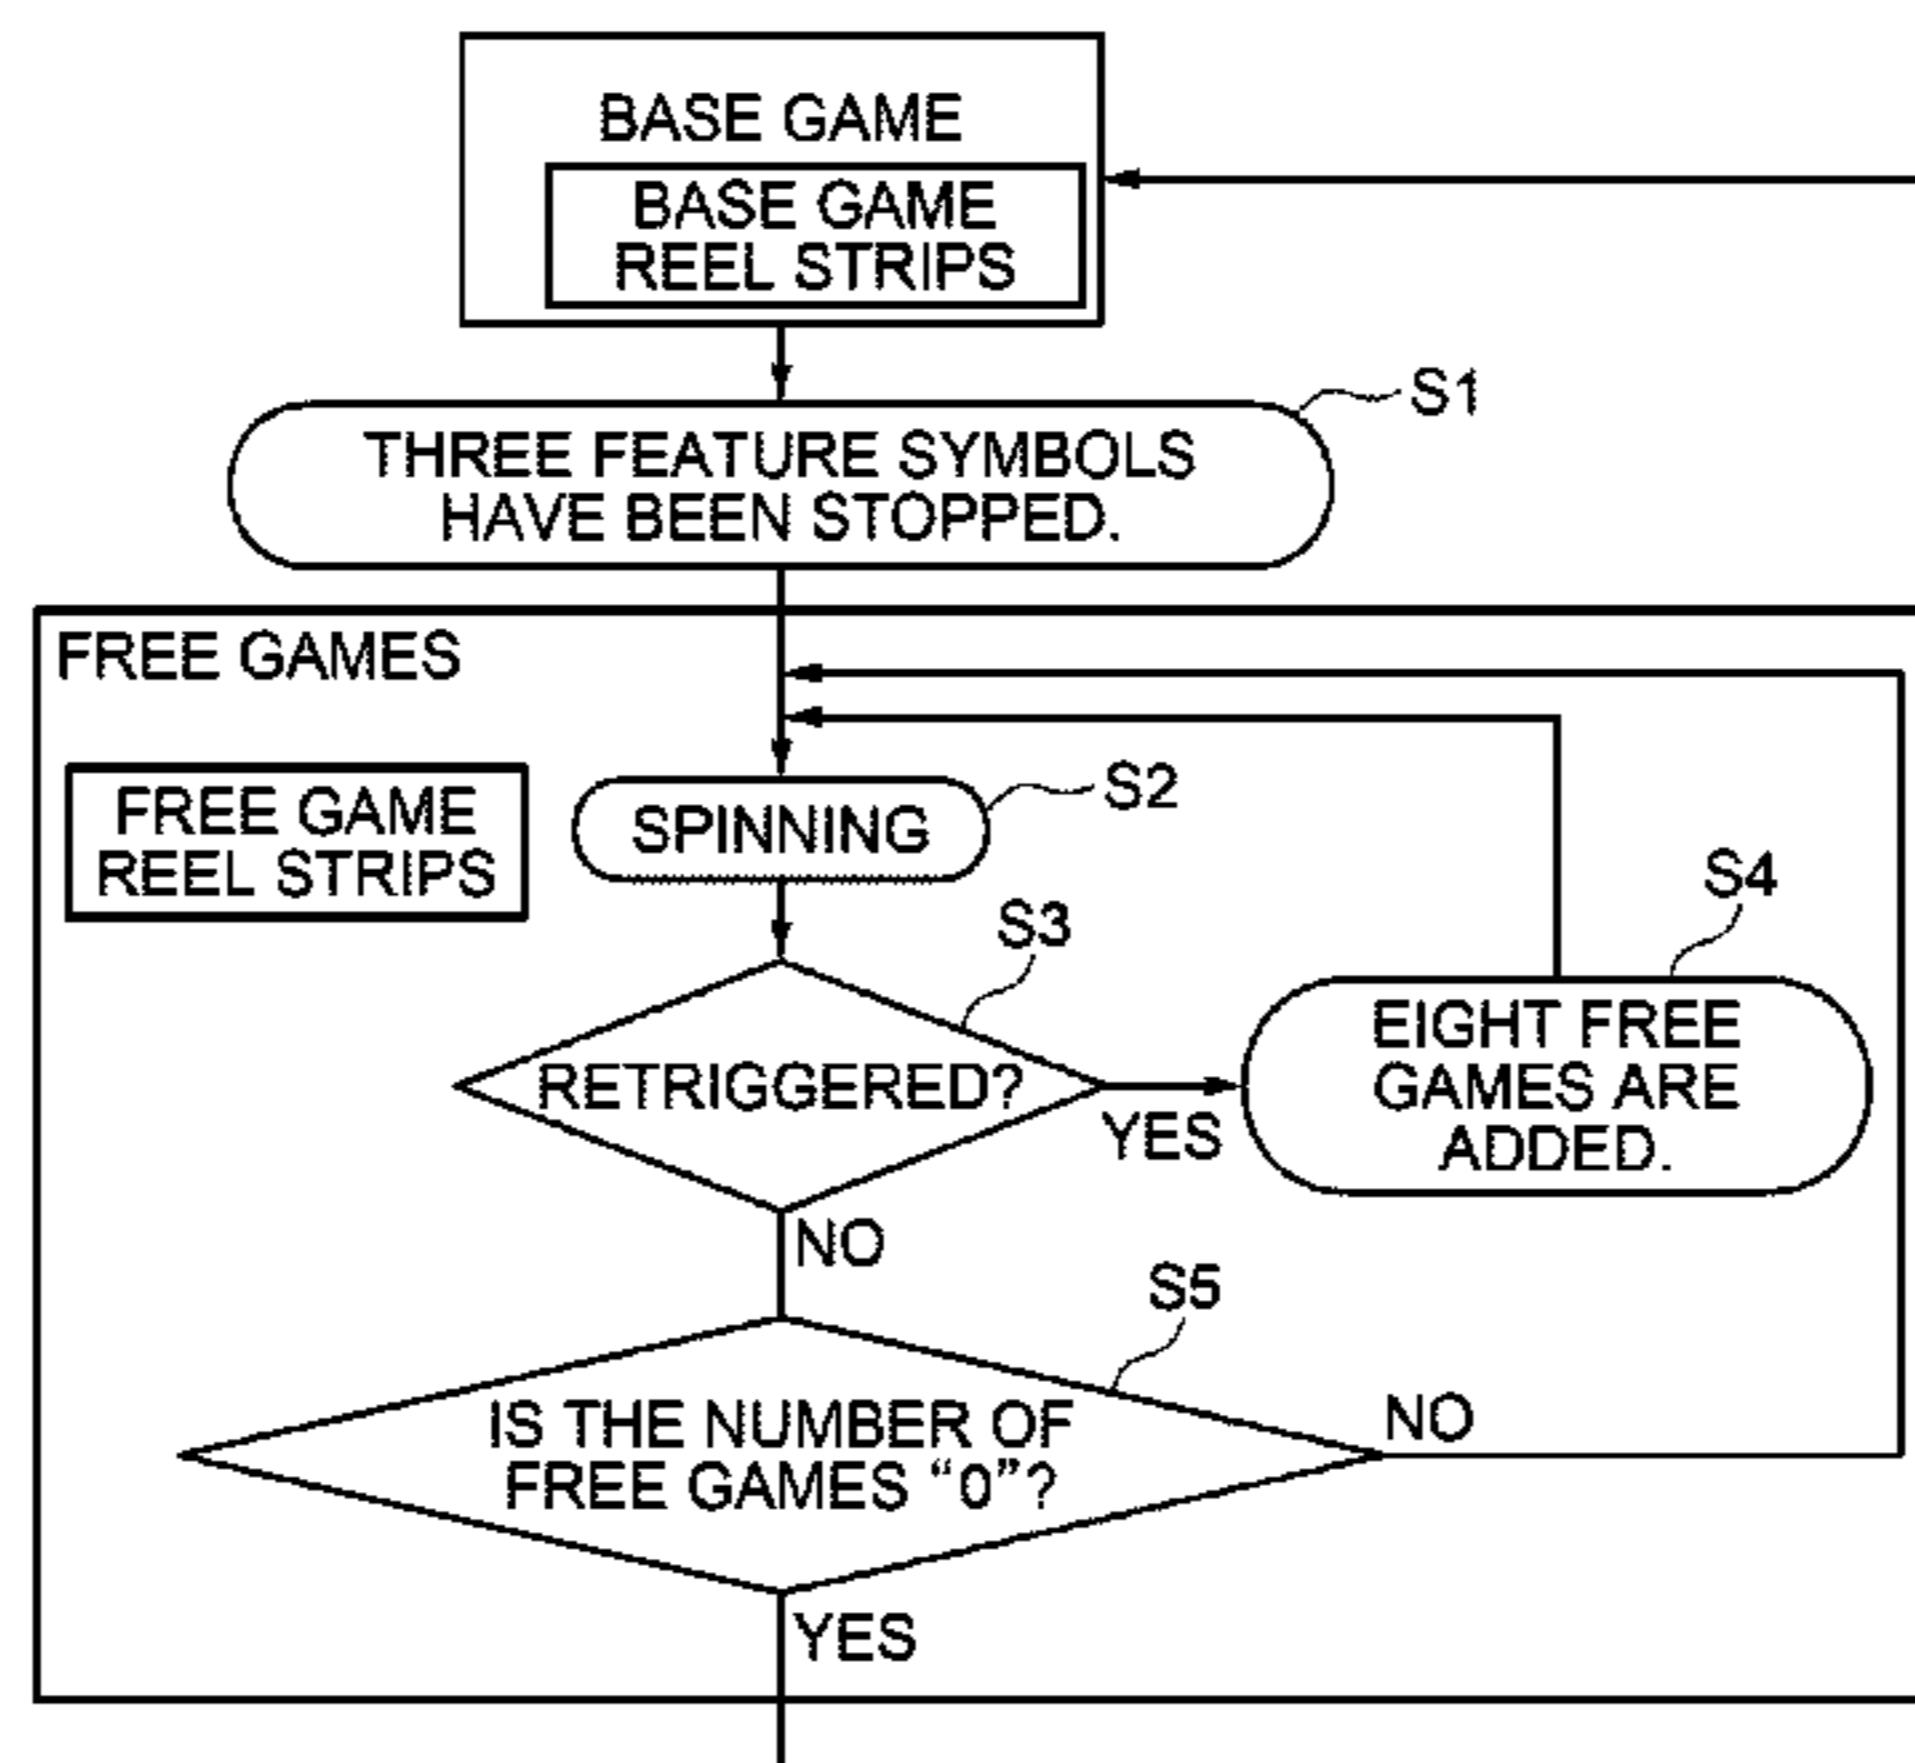 BASE GAME
BASE GAME
REEL STRIPS
S1
THREE FEATURE SYMBOLS
HAVE BEEN STOPPED.
FREE GAMES
FREE GAME
REEL STRIPS
S2
SPINNING
S3
RETRIGGERED?
YES
S4
EIGHT FREE
GAMES ARE
ADDED.
NO
S5
IS THE NUMBER OF
FREE GAMES “0”?
NO
YES